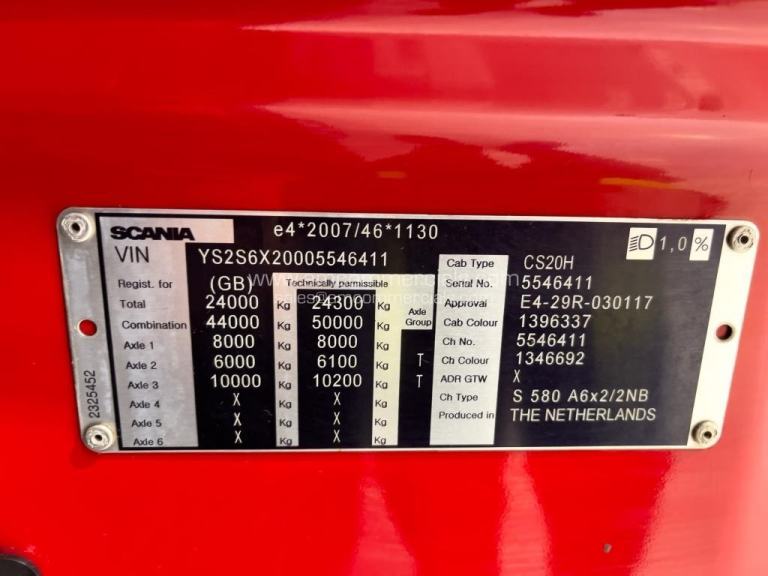 SCANIA e4*2007/46*1130
VIN YS2S6X20005546411
1,0 %
Cab Type CS20H
Regist. for (GB) Technically permissible
Serial No. 5546411
Total 24000 Kg 24300 Kg Axle Group
Approval E4-29R-030117
Combination 44000 Kg 50000 Kg
Cab Colour 1396337
Axle 1 8000 Kg 8000 Kg
Ch No. 5546411
Axle 2 6000 Kg 6100 Kg T
Ch Colour 1346692
Axle 3 10000 Kg 10200 Kg T
ADR GTW X
Axle 4 X Kg X Kg
Ch Type S 580 A6x2/2NB
Axle 5 X Kg X Kg
Produced in THE NETHERLANDS
Axle 6 X Kg X Kg
2325452